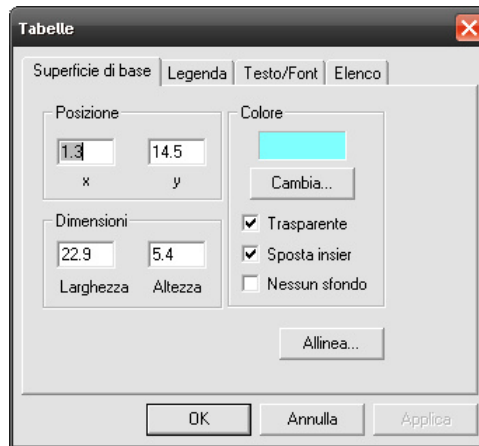 Tabelle
Superficie di base Legenda Testo/Font Elenco
Posizione
1.3 14.5
x y
Dimensioni
22.9 5.4
Larghezza Altezza
Colore
Cambia...
Trasparente
Sposta insier
Nessun sfondo
Allinea...
OK Annulla Applica